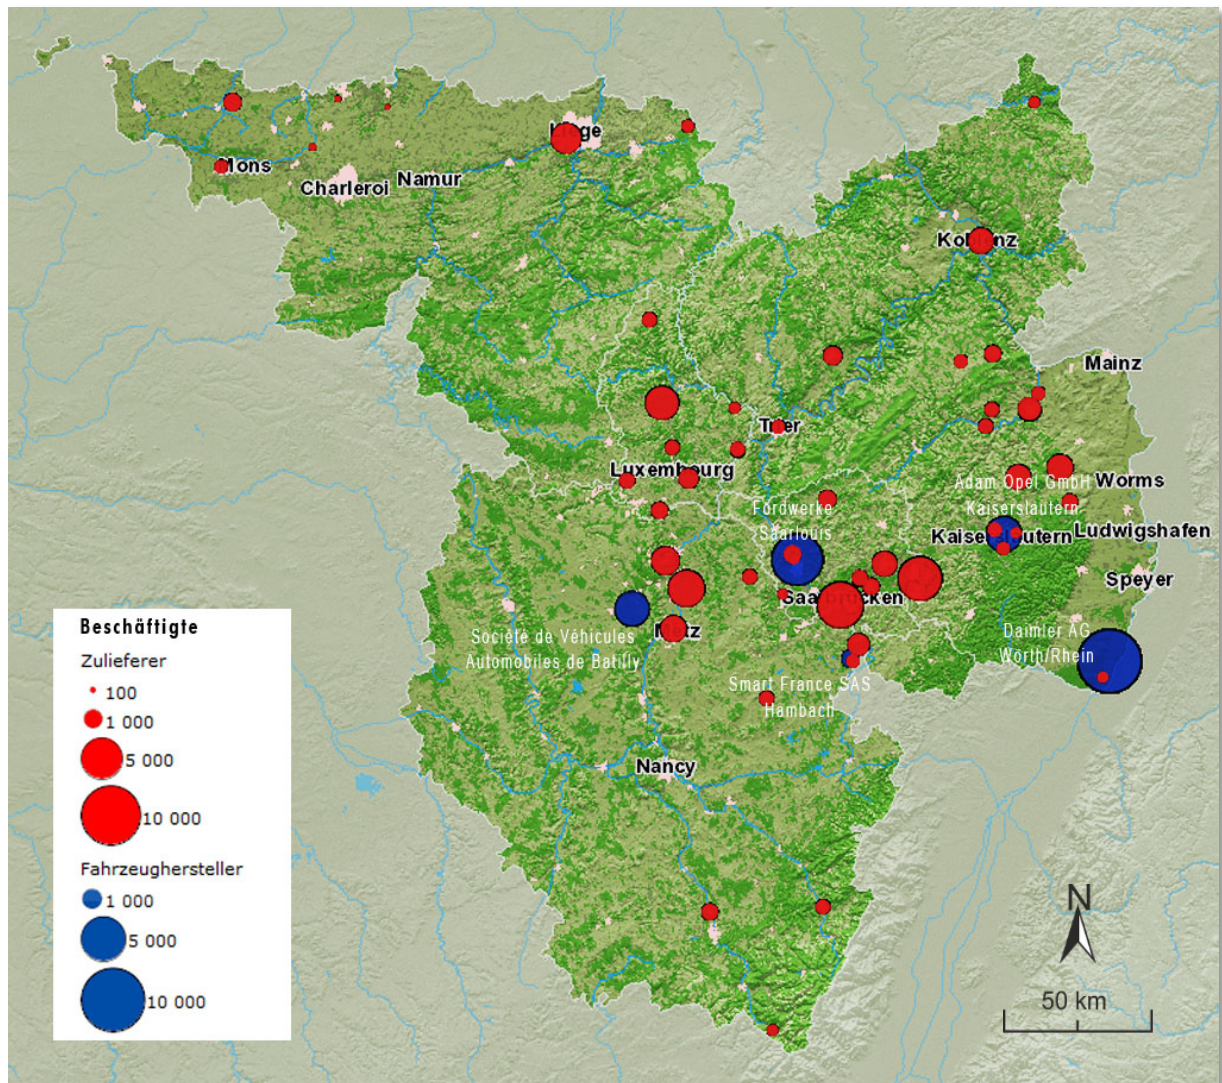 Liège
Mons
Charleroi
Namur
Koblenz
Mainz
Trier
Luxembourg
Worms
Adam Opel GmbH
Kaiserslautern
Fordwerke
Saarlouis
Kaiserslautern
Ludwigshafen
Speyer
Saarbrücken
Metz
Société de Véhicules
Automobiles de Batilly
Daimler AG
Wörth/Rhein
Smart France SAS
Hambach
Nancy
Beschäftigte
Zulieferer
100
1 000
5 000
10 000
Fahrzeughersteller
1 000
5 000
10 000
N
50 km